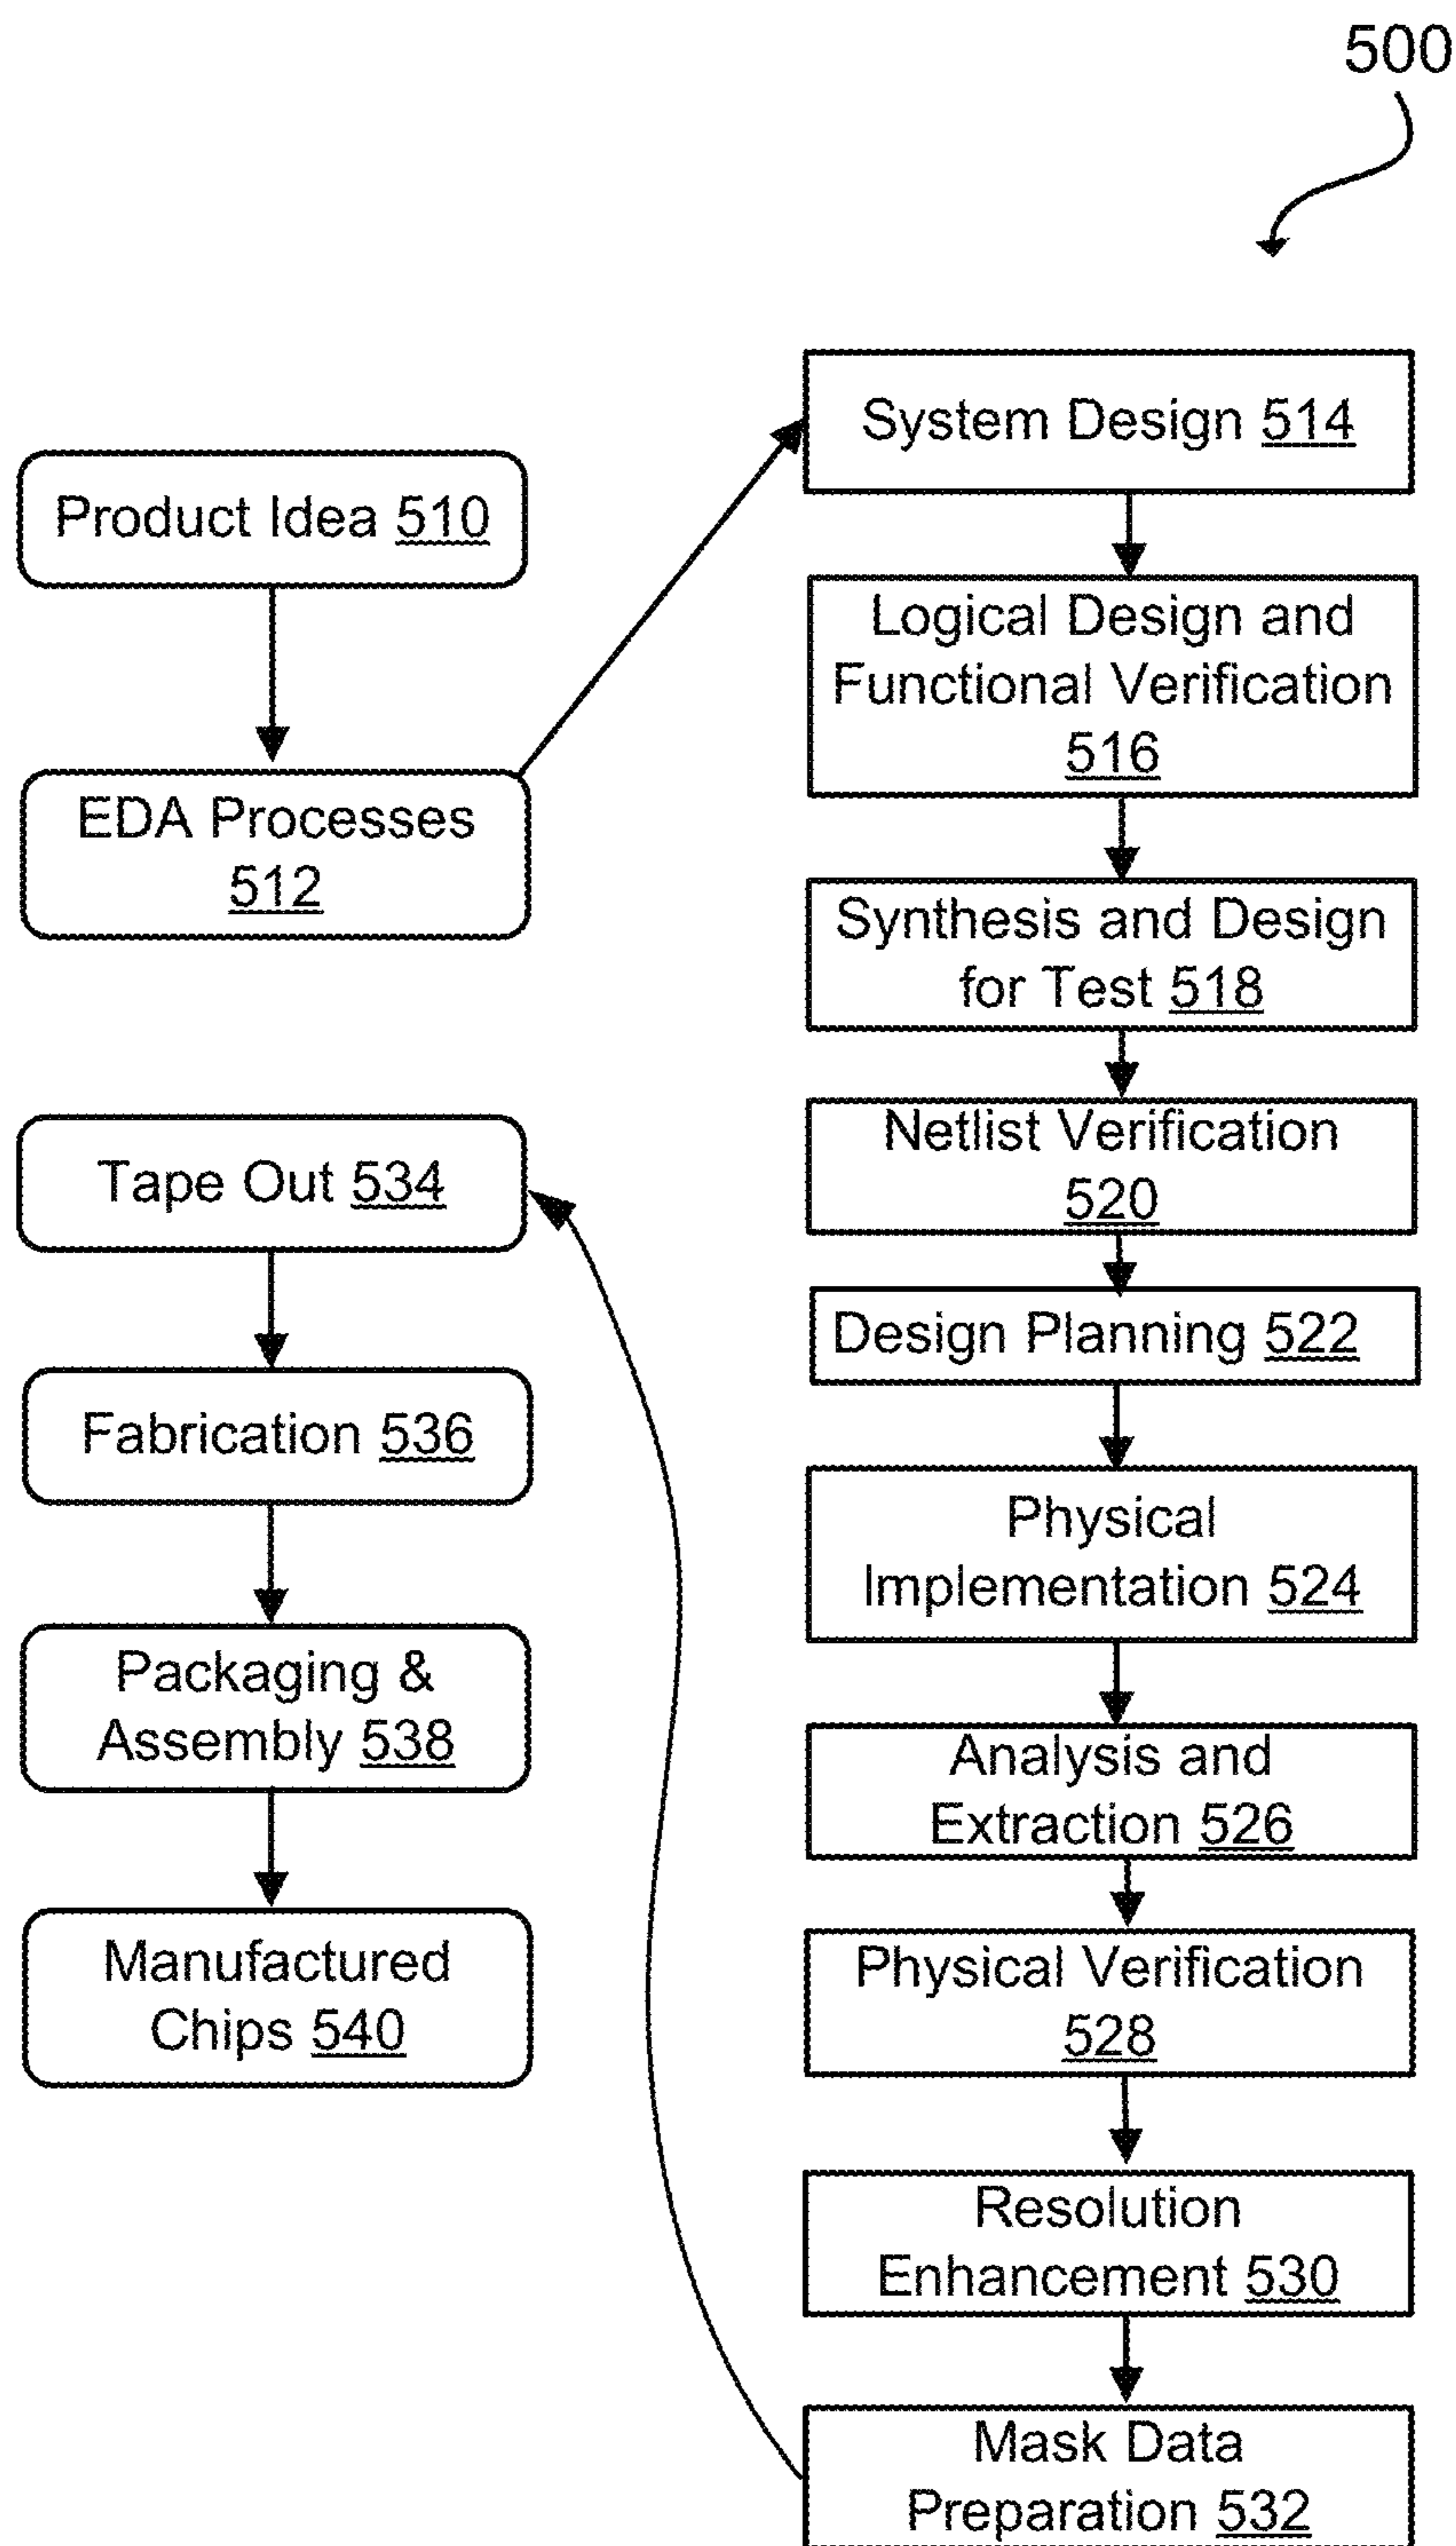 500
Product Idea 510
EDA Processes
512
System Design 514
Logical Design and
Functional Verification
516
Synthesis and Design
for Test 518
Netlist Verification
520
Design Planning 522
Physical
Implementation 524
Analysis and
Extraction 526
Physical Verification
528
Resolution
Enhancement 530
Mask Data
Preparation 532
Tape Out 534
Fabrication 536
Packaging &
Assembly 538
Manufactured
Chips 540